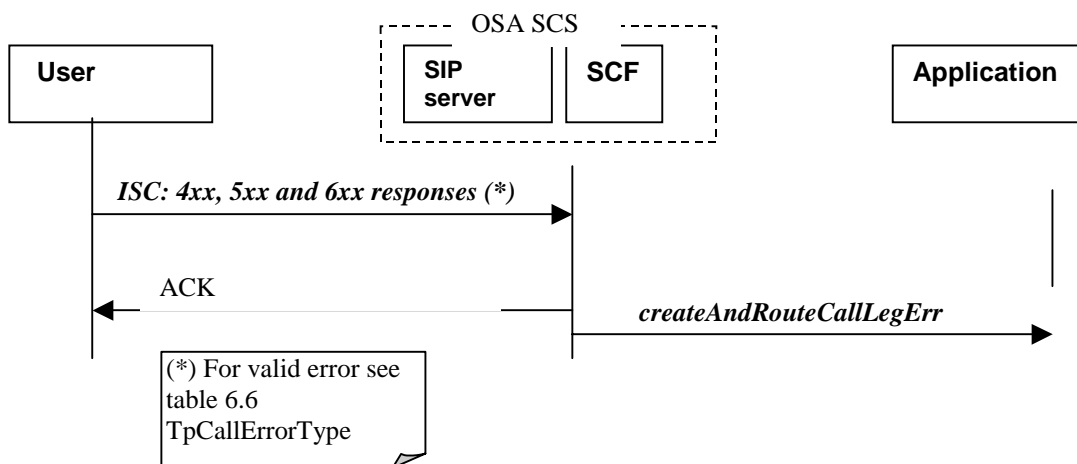 OSA SCS
User
SIP
server
SCF
Application
ISC: 4xx, 5xx and 6xx responses (*)
ACK
createAndRouteCallLegErr
(*) For valid error see
table 6.6
TpCallErrorType